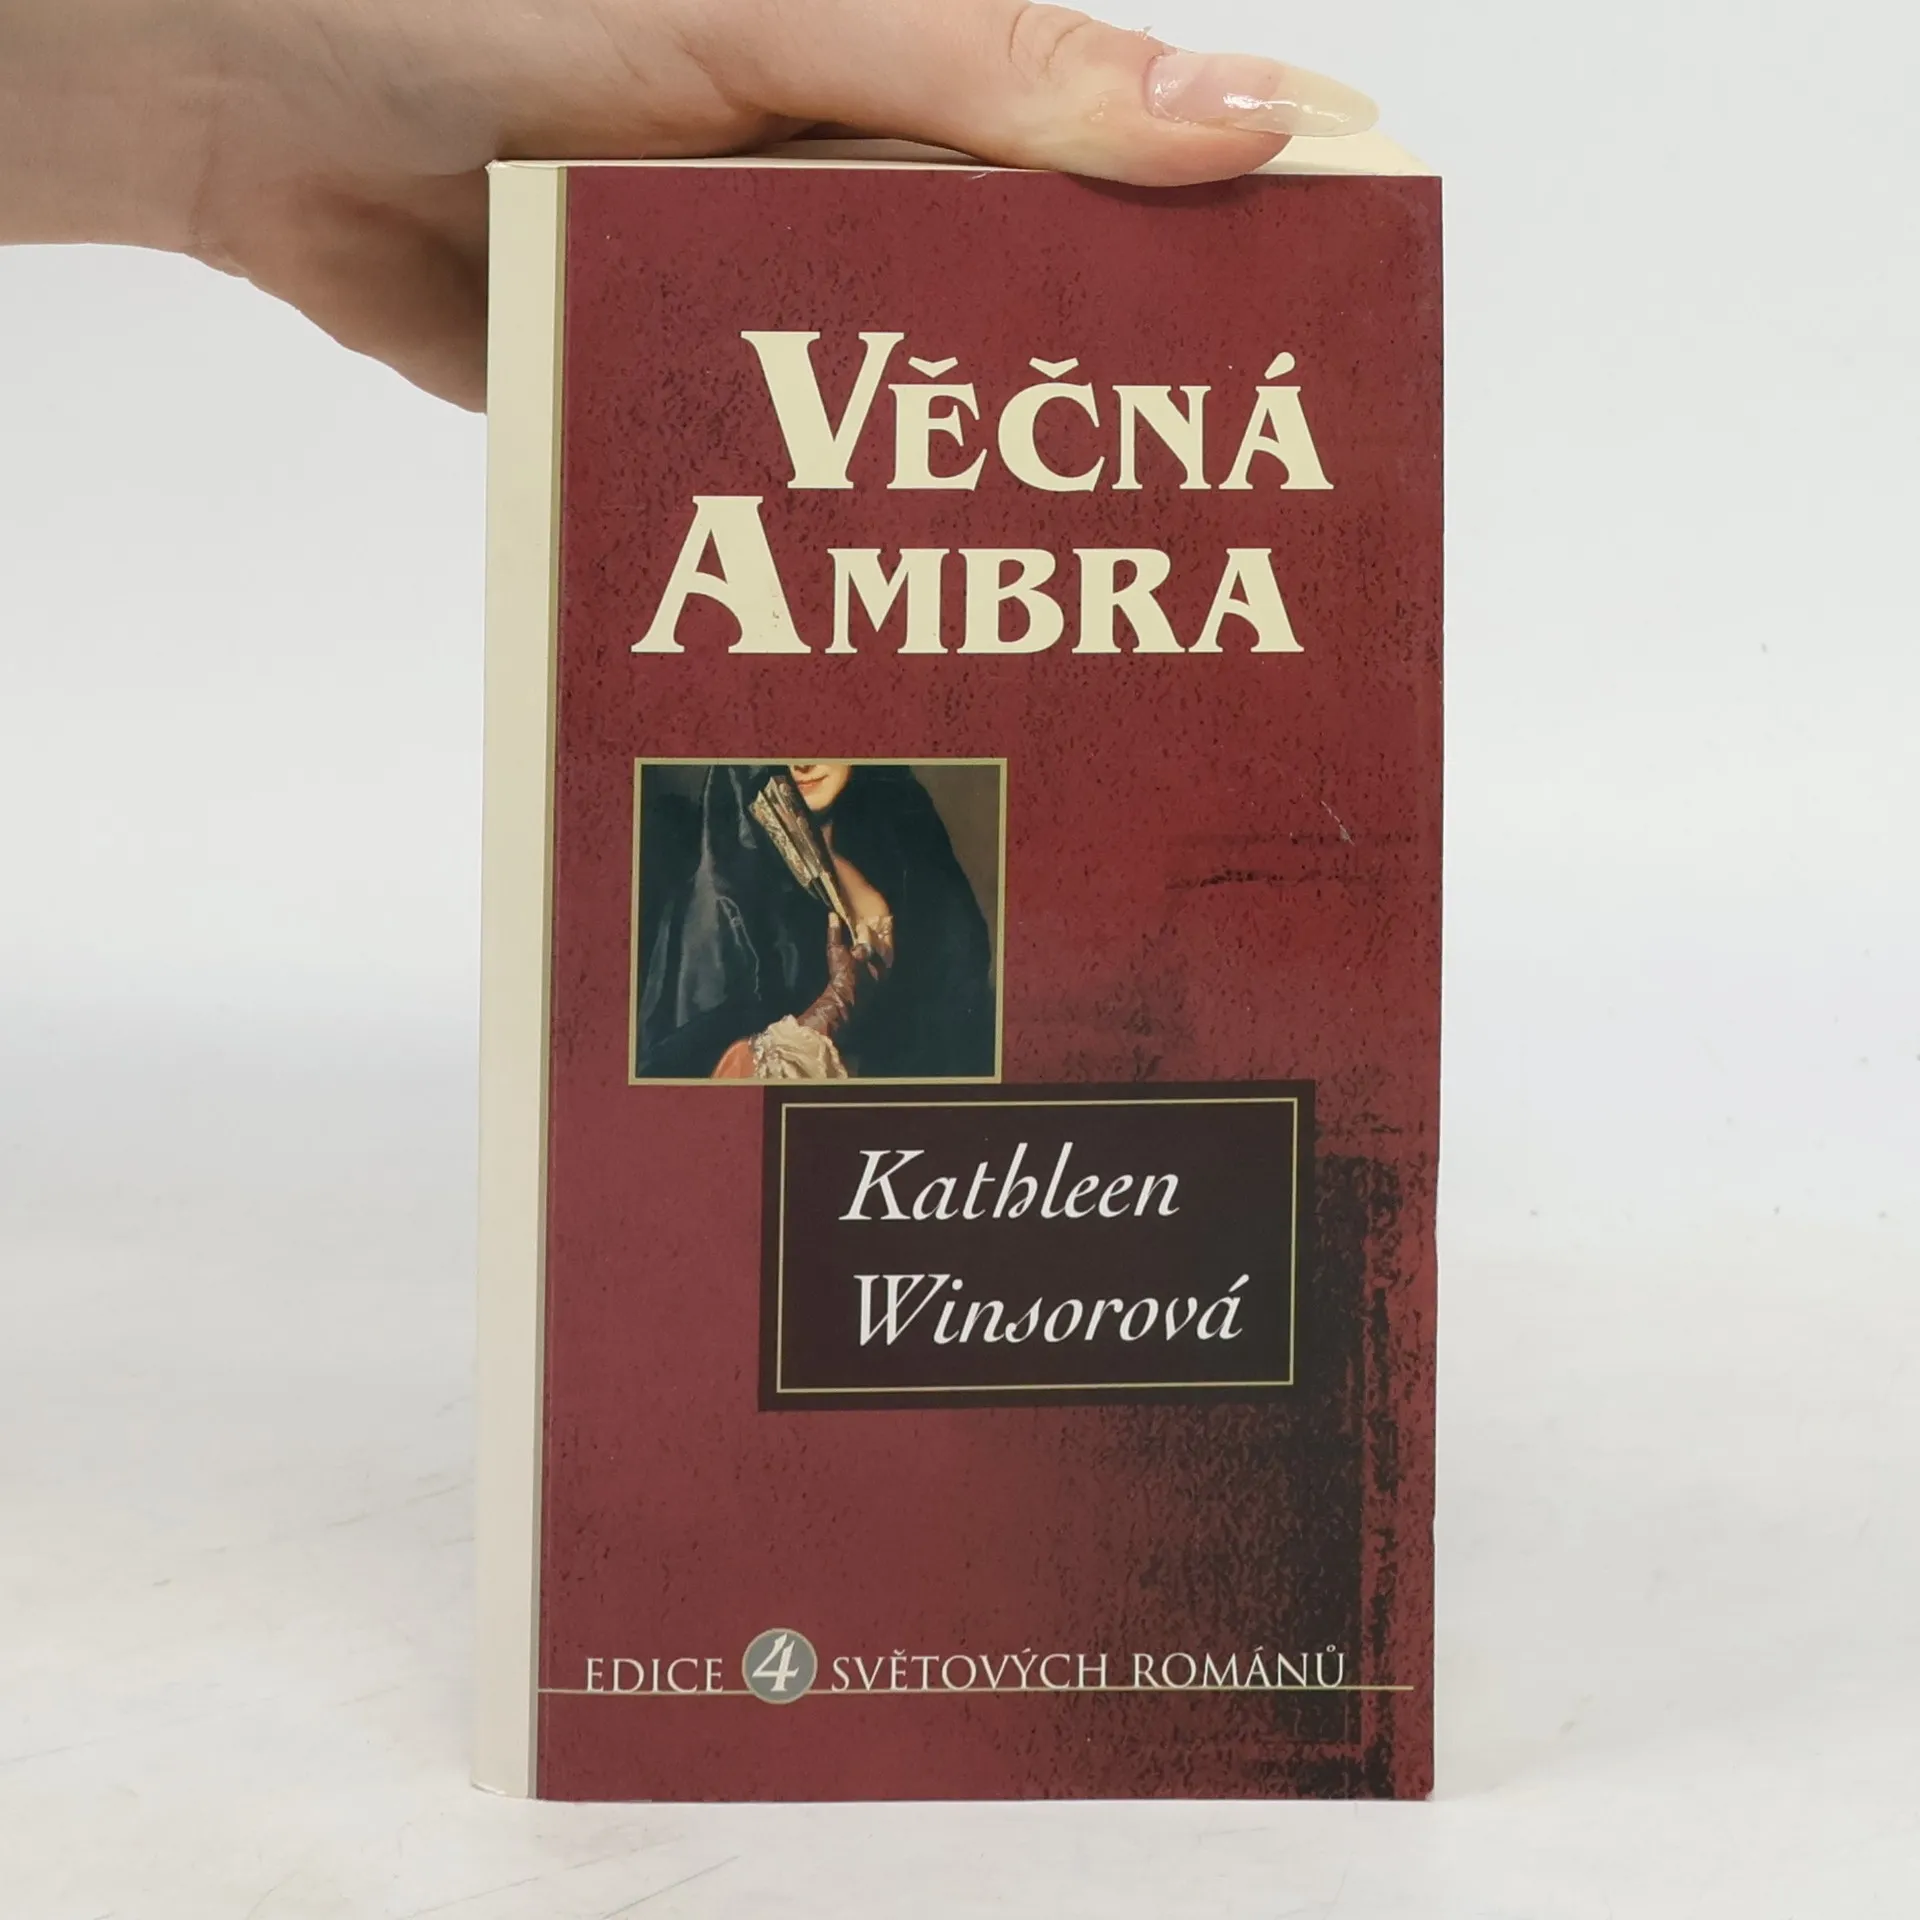 VĚČNÁ
AMBRA
Kathleen
Winsorová
EDICE 4 SVĚTOVÝCH ROMÁNŮ